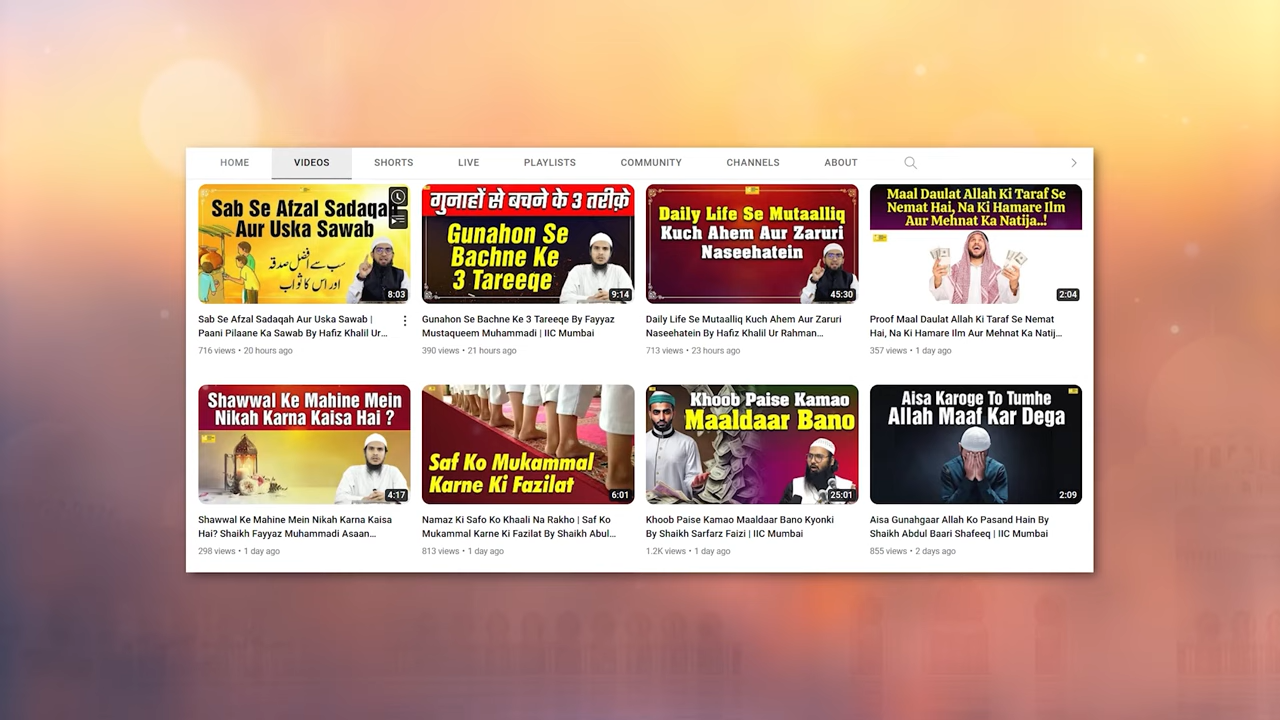 HOME VIDEOS SHORTS LIVE PLAYLISTS COMMUNITY CHANNELS ABOUT
Sab Se Afzal Sadaqah
Aur Uska Sawab
سب سے افضل صدقہ
اور اس کا ثواب
8:03
गुनाहों से बचने के 3 तरीक़े
Gunahon Se
Bachne Ke
3 Tareeqe
9:14
Daily Life Se Mutaalliq
Kuch Ahem Aur Zaruri
Naseehatein
45:30
Maal Daulat Allah Ki Taraf Se
Nemat Hai, Na Ki Hamare Ilm
Aur Mehnat Ka Natija..!
2:04
Sab Se Afzal Sadaqah Aur Uska Sawab |
Paani Pilaane Ka Sawab By Hafiz Khalil Ur...
716 views • 20 hours ago
Gunahon Se Bachne Ke 3 Tareeqe By Fayyaz
Mustaqueem Muhammadi | IIC Mumbai
390 views • 21 hours ago
Daily Life Se Mutaalliq Kuch Ahem Aur Zaruri
Naseehatein By Hafiz Khalil Ur Rahman...
713 views • 23 hours ago
Proof Maal Daulat Allah Ki Taraf Se Nemat
Hai, Na Ki Hamare Ilm Aur Mehnat Ka Natij...
357 views • 1 day ago
Shawwal Ke Mahine Mein
Nikah Karna Kaisa Hai ?
4:17
Saf Ko Mukammal
Karne Ki Fazilat
6:01
Khoob Paise Kamao
Maaldaar Bano
25:01
Aisa Karoge To Tumhe
Allah Maaf Kar Dega
2:09
Shawwal Ke Mahine Mein Nikah Karna Kaisa
Hai? Shaikh Fayyaz Muhammadi Asaan...
298 views • 1 day ago
Namaz Ki Safo Ko Khaali Na Rakho | Saf Ko
Mukammal Karne Ki Fazilat By Shaikh Abul...
813 views • 1 day ago
Khoob Paise Kamao Maaldaar Bano Kyonki
By Shaikh Sarfarz Faizi | IIC Mumbai
1.2K views • 1 day ago
Aisa Gunahgaar Allah Ko Pasand Hain By
Shaikh Abdul Baari Shafeeq | IIC Mumbai
855 views • 2 days ago